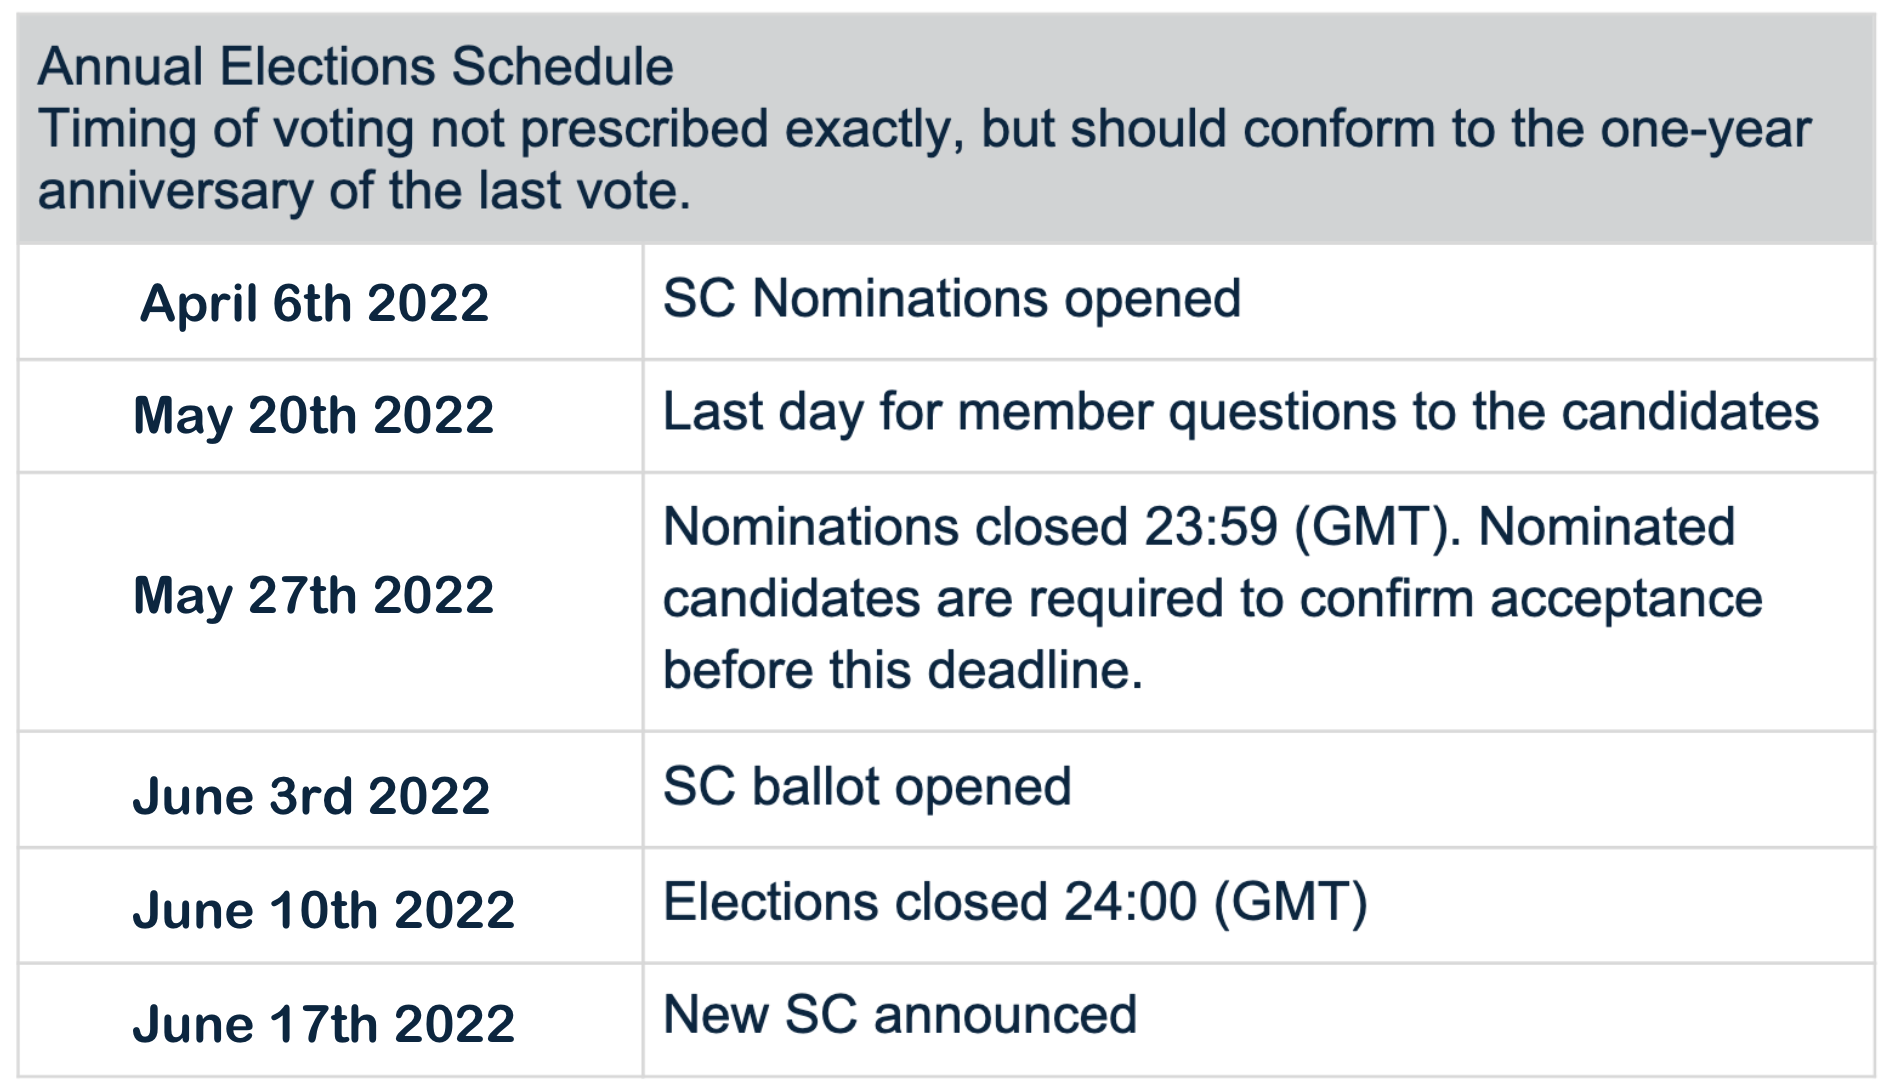 Annual Elections Schedule
Timing of voting not prescribed exactly, but should conform to the one-year
anniversary of the last vote.
April 6th 2022
SC Nominations opened
May 20th 2022
Last day for member questions to the candidates
May 27th 2022
Nominations closed 23:59 (GMT). Nominated
candidates are required to confirm acceptance
before this deadline.
June 3rd 2022
SC ballot opened
June 10th 2022
Elections closed 24:00 (GMT)
June 17th 2022
New SC announced